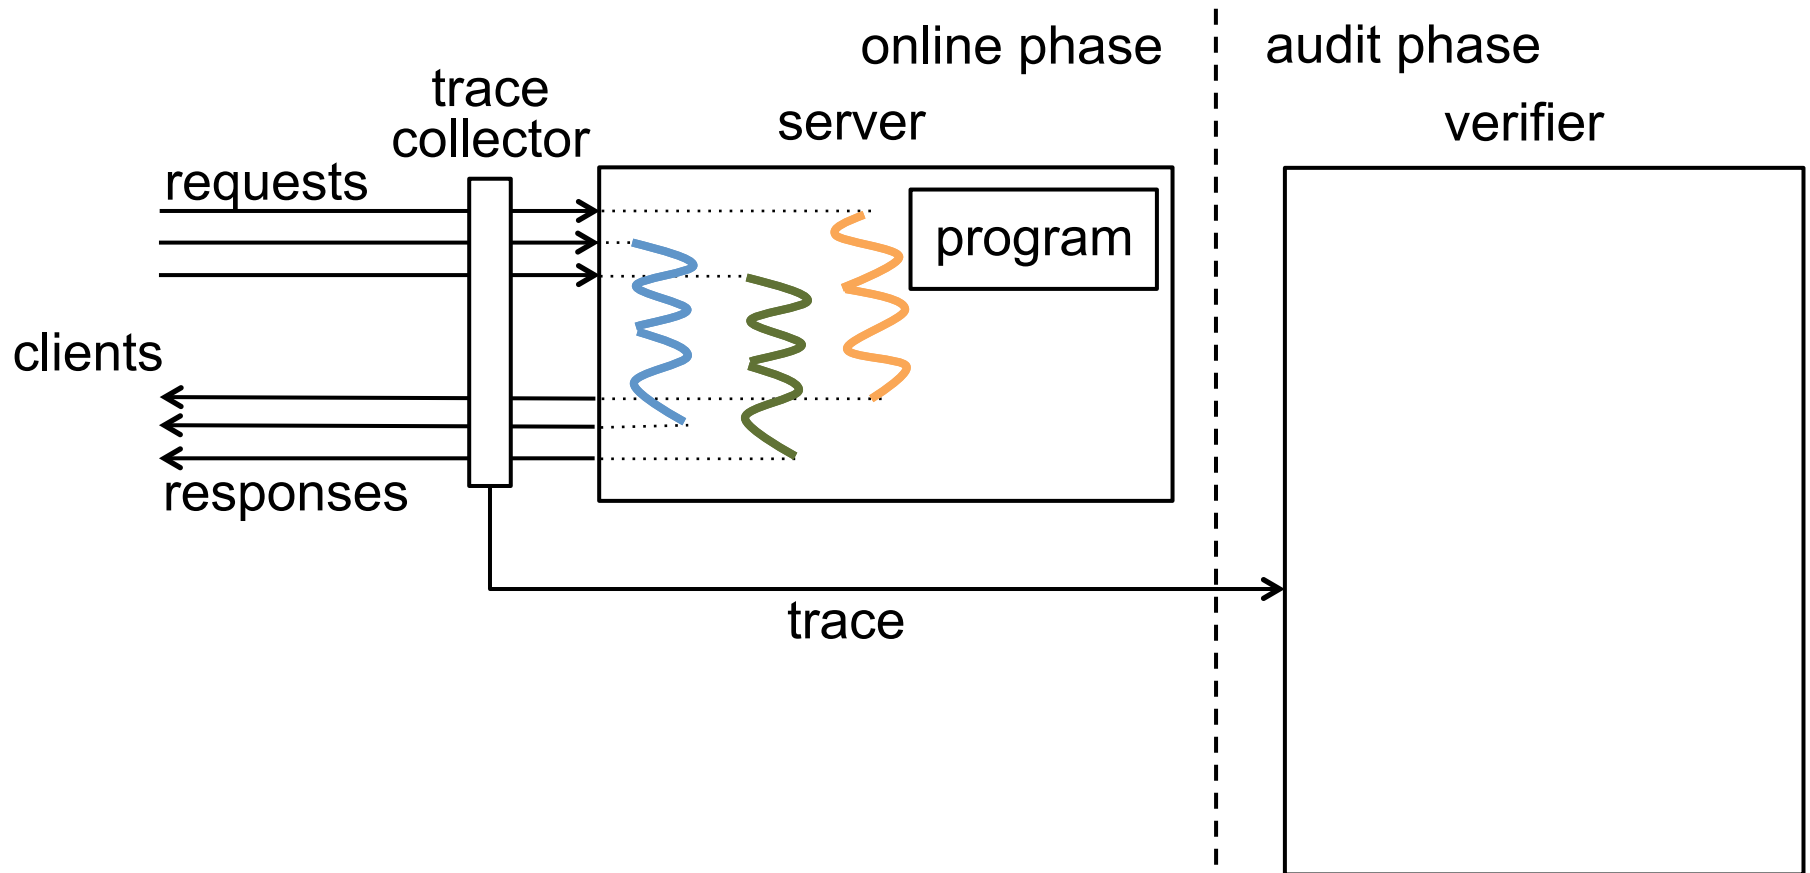 online phase
audit phase
trace
collector
server
verifier
requests
program
clients
responses
trace